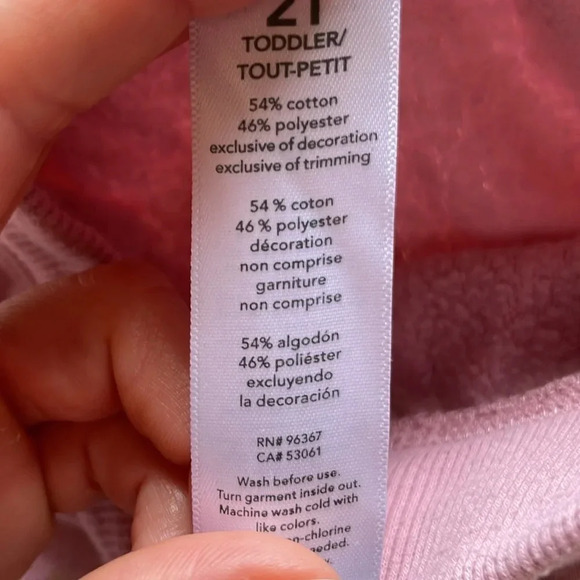 2T
TODDLER/
TOUT-PETIT
54% cotton
46% polyester
exclusive of decoration
exclusive of trimming
54 % coton
46 % polyester
décoration
non comprise
garniture
non comprise
54% algodón
46% poliéster
excluyendo
la decoración
RN# 96367
CA# 53061
Wash before use.
Turn garment inside out.
Machine wash cold with
like colors.